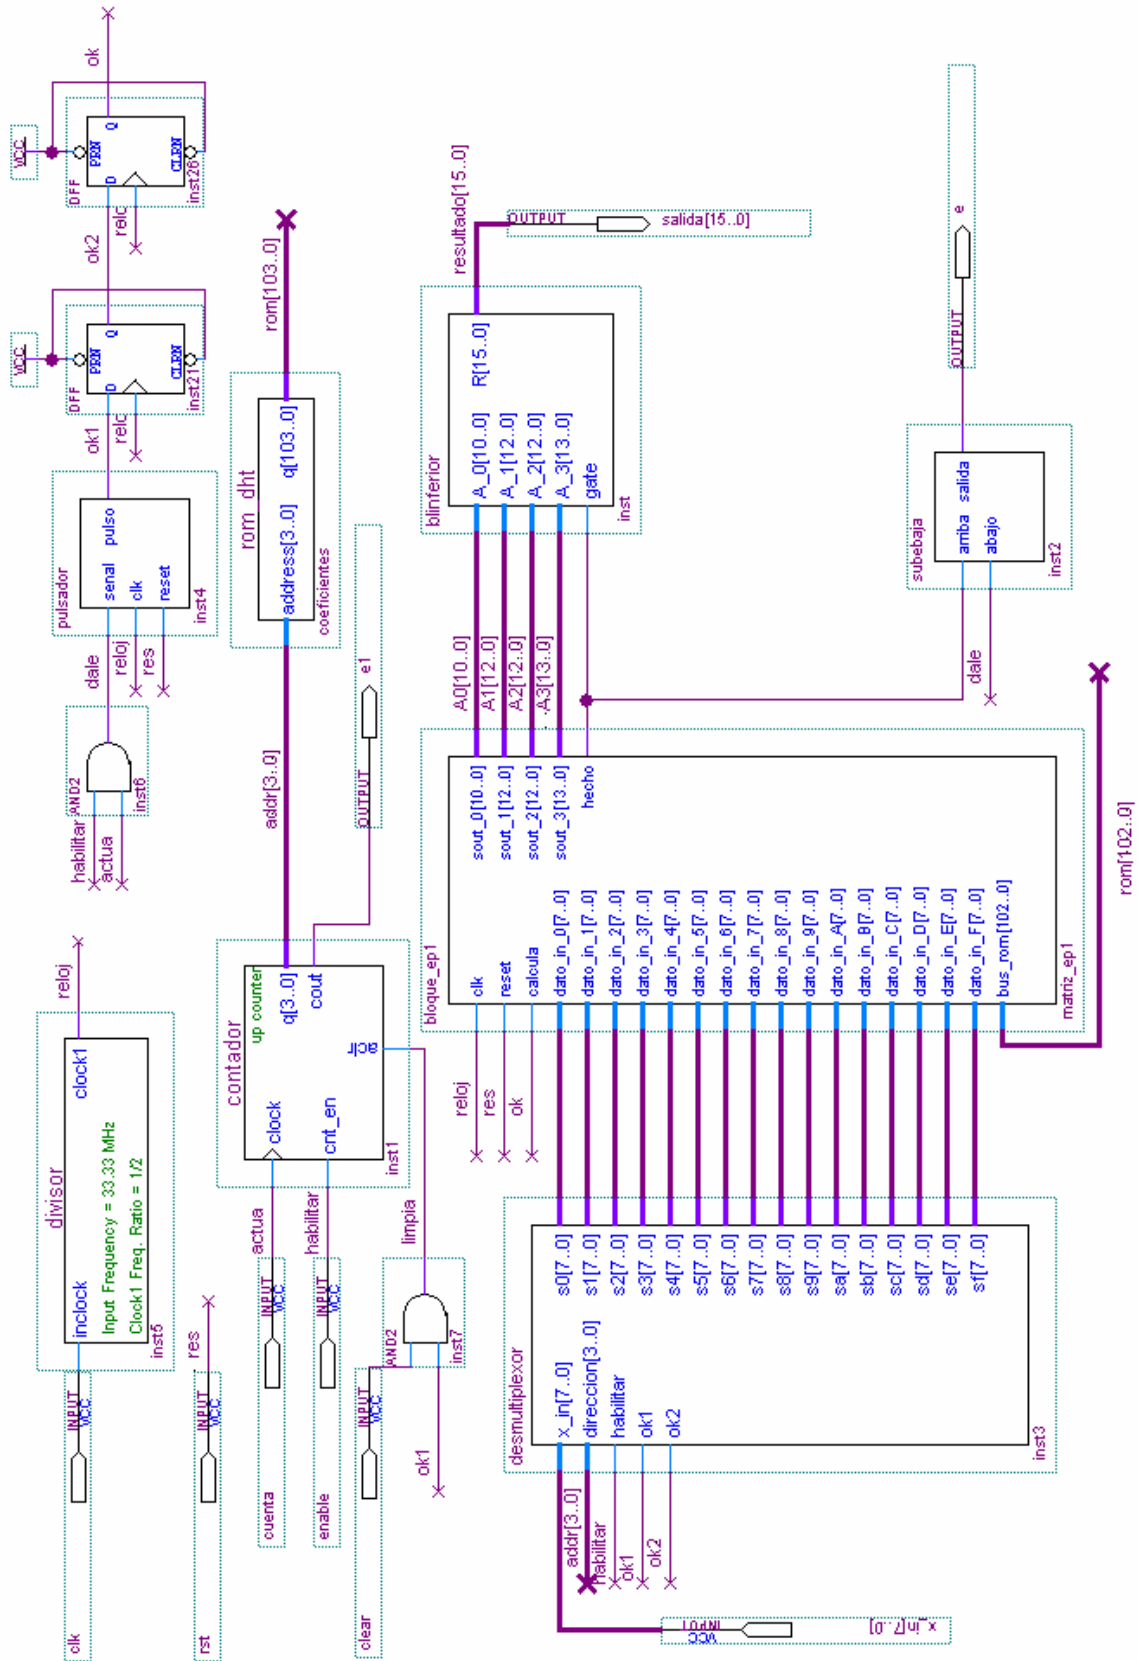 clk
INPUT
VCC
divisor
inclock
clock1
Input Frequency = 33.33 MHz
Clock1 Freq. Ratio = 1/2
inst5
reloj
habilitar
actua
AND2
inst6
dale
reloj
res
pulsador
senal
pulso
clk
reset
inst4
ok1
reloj
VCC
DFF
PRN
D
Q
CLRN
inst21
ok2
reloj
VCC
DFF
PRN
D
Q
CLRN
inst26
ok
rst
INPUT
VCC
res
cuenta
INPUT
VCC
actua
enable
INPUT
VCC
habilitar
contador
up counter
clock
q[3..0]
cnt_en
cout
aclr
inst1
addr[3..0]
rom_dht
address[3..0]
q[103..0]
coeficientes
rom[103..0]
OUTPUT
e1
clear
INPUT
VCC
ok1
AND2
inst7
limpia
desmultiplexor
x_in[7..0]
direccion[3..0]
habilitar
ok1
ok2
s0[7..0]
s1[7..0]
s2[7..0]
s3[7..0]
s4[7..0]
s5[7..0]
s6[7..0]
s7[7..0]
s8[7..0]
s9[7..0]
sa[7..0]
sb[7..0]
sc[7..0]
sd[7..0]
se[7..0]
sf[7..0]
inst3
addr[3..0]
habilitar
ok1
ok2
VCC
INPUT
x_in[7..0]
reloj
res
ok
bloque_ep1
clk
reset
calcula
dato_in_0[7..0]
dato_in_1[7..0]
dato_in_2[7..0]
dato_in_3[7..0]
dato_in_4[7..0]
dato_in_5[7..0]
dato_in_6[7..0]
dato_in_7[7..0]
dato_in_8[7..0]
dato_in_9[7..0]
dato_in_A[7..0]
dato_in_B[7..0]
dato_in_C[7..0]
dato_in_D[7..0]
dato_in_E[7..0]
dato_in_F[7..0]
bus_rom[102..0]
sout_0[10..0]
sout_1[12..0]
sout_2[12..0]
sout_3[13..0]
hecho
matriz_ep1
A0[10..0]
A1[12..0]
A2[12..0]
A3[13..0]
blinferior
A_0[10..0]
A_1[12..0]
A_2[12..0]
A_3[13..0]
gate
R[15..0]
inst
resultado[15..0]
OUTPUT
salida[15..0]
dale
subebaja
arriba
salida
abajo
inst2
OUTPUT
e
rom[102..0]